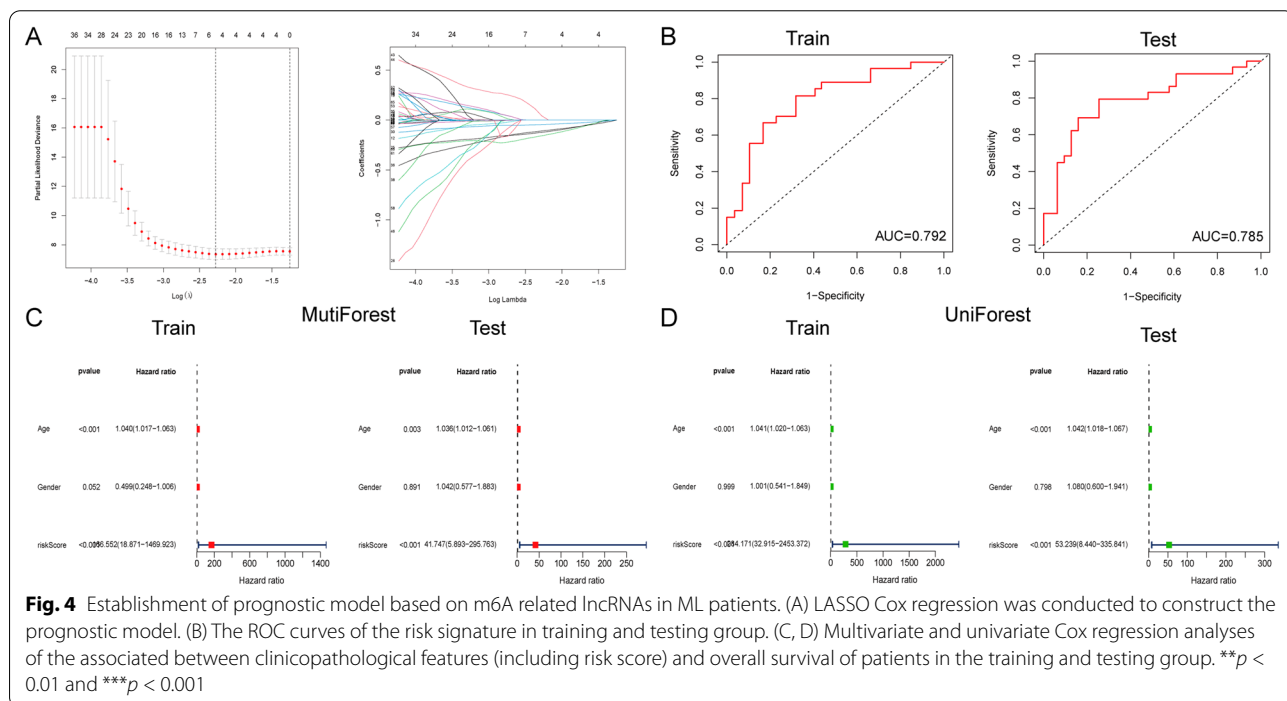 A
36 36 34 28 24 23 20 16 16 13 7 6 4 4 4 4 4 4 0
Partial Likelihood Deviance
20
18
16
14
12
10
8
-4.0 -3.5 -3.0 -2.5 -2.0 -1.5
Log (λ)
34 24 16 7 4
Coefficients
0.5
0.0
-0.5
-1.0
-4.0 -3.5 -3.0 -2.5 -2.0 -1.5
Log Lambda
B
Train
Sensitivity
1.0
0.8
0.6
0.4
0.2
0.0
AUC=0.792
0.0 0.2 0.4 0.6 0.8 1.0
1-Specificity
Test
Sensitivity
1.0
0.8
0.6
0.4
0.2
0.0
AUC=0.785
0.0 0.2 0.4 0.6 0.8 1.0
1-Specificity
C
MutiForest
Train
pvalue Hazard ratio
Age <0.001 1.040(1.017−1.063)
Gender 0.052 0.499(0.248−1.006)
riskScore <0.001 .552(18.871−1469.923)
0 200 600 1000 1400
Hazard ratio
Test
pvalue Hazard ratio
Age 0.003 1.036(1.012−1.061)
Gender 0.891 1.042(0.577−1.883)
riskScore <0.001 41.747(5.893−295.763)
0 50 100 150 200 250
Hazard ratio
D
UniForest
Train
pvalue Hazard ratio
Age <0.001 1.041(1.020−1.063)
Gender 0.999 1.001(0.541−1.849)
riskScore <0.001 .171(32.915−2453.372)
0 500 1000 1500 2000
Hazard ratio
Test
pvalue Hazard ratio
Age <0.001 1.042(1.018−1.067)
Gender 0.798 1.080(0.600−1.941)
riskScore <0.001 53.239(8.440−335.841)
0 50 100 200 300
Hazard ratio
Fig. 4 Establishment of prognostic model based on m6A related lncRNAs in ML patients. (A) LASSO Cox regression was conducted to construct the
prognostic model. (B) The ROC curves of the risk signature in training and testing group. (C, D) Multivariate and univariate Cox regression analyses
of the associated between clinicopathological features (including risk score) and overall survival of patients in the training and testing group. **p <
0.01 and ***p < 0.001